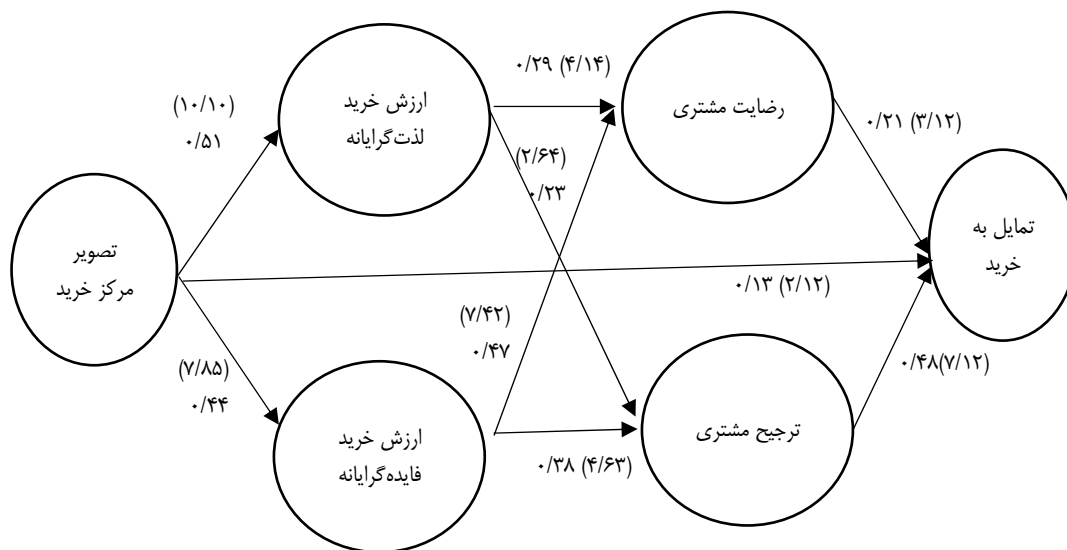 ۰/۲۹ (۴/۱۴)
(۱۰/۱۰)
۰/۵۱
ارزش خرید
لذت‌گرایانه
رضایت مشتری
۰/۲۱ (۳/۱۲)
(۲/۶۴)
۰/۲۳
تصویر
مرکز خرید
تمایل به
خرید
۰/۱۳ (۲/۱۲)
(۷/۴۲)
۰/۴۷
(۷/۸۵)
۰/۴۴
۰/۴۸(۷/۱۲)
ارزش خرید
فایده‌گرایانه
ترجیح مشتری
۰/۳۸ (۴/۶۳)